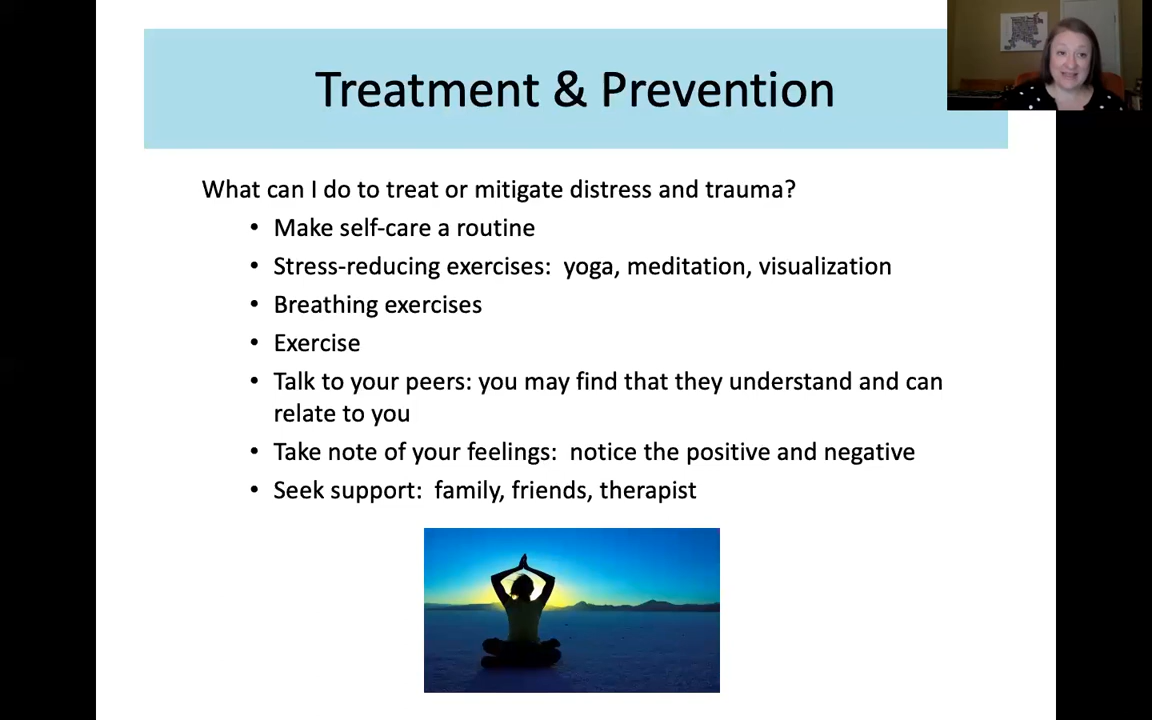 Treatment & Prevention
What can I do to treat or mitigate distress and trauma?
• Make self-care a routine
• Stress-reducing exercises:  yoga, meditation, visualization
• Breathing exercises
• Exercise
• Talk to your peers: you may find that they understand and can
relate to you
• Take note of your feelings:  notice the positive and negative
• Seek support:  family, friends, therapist